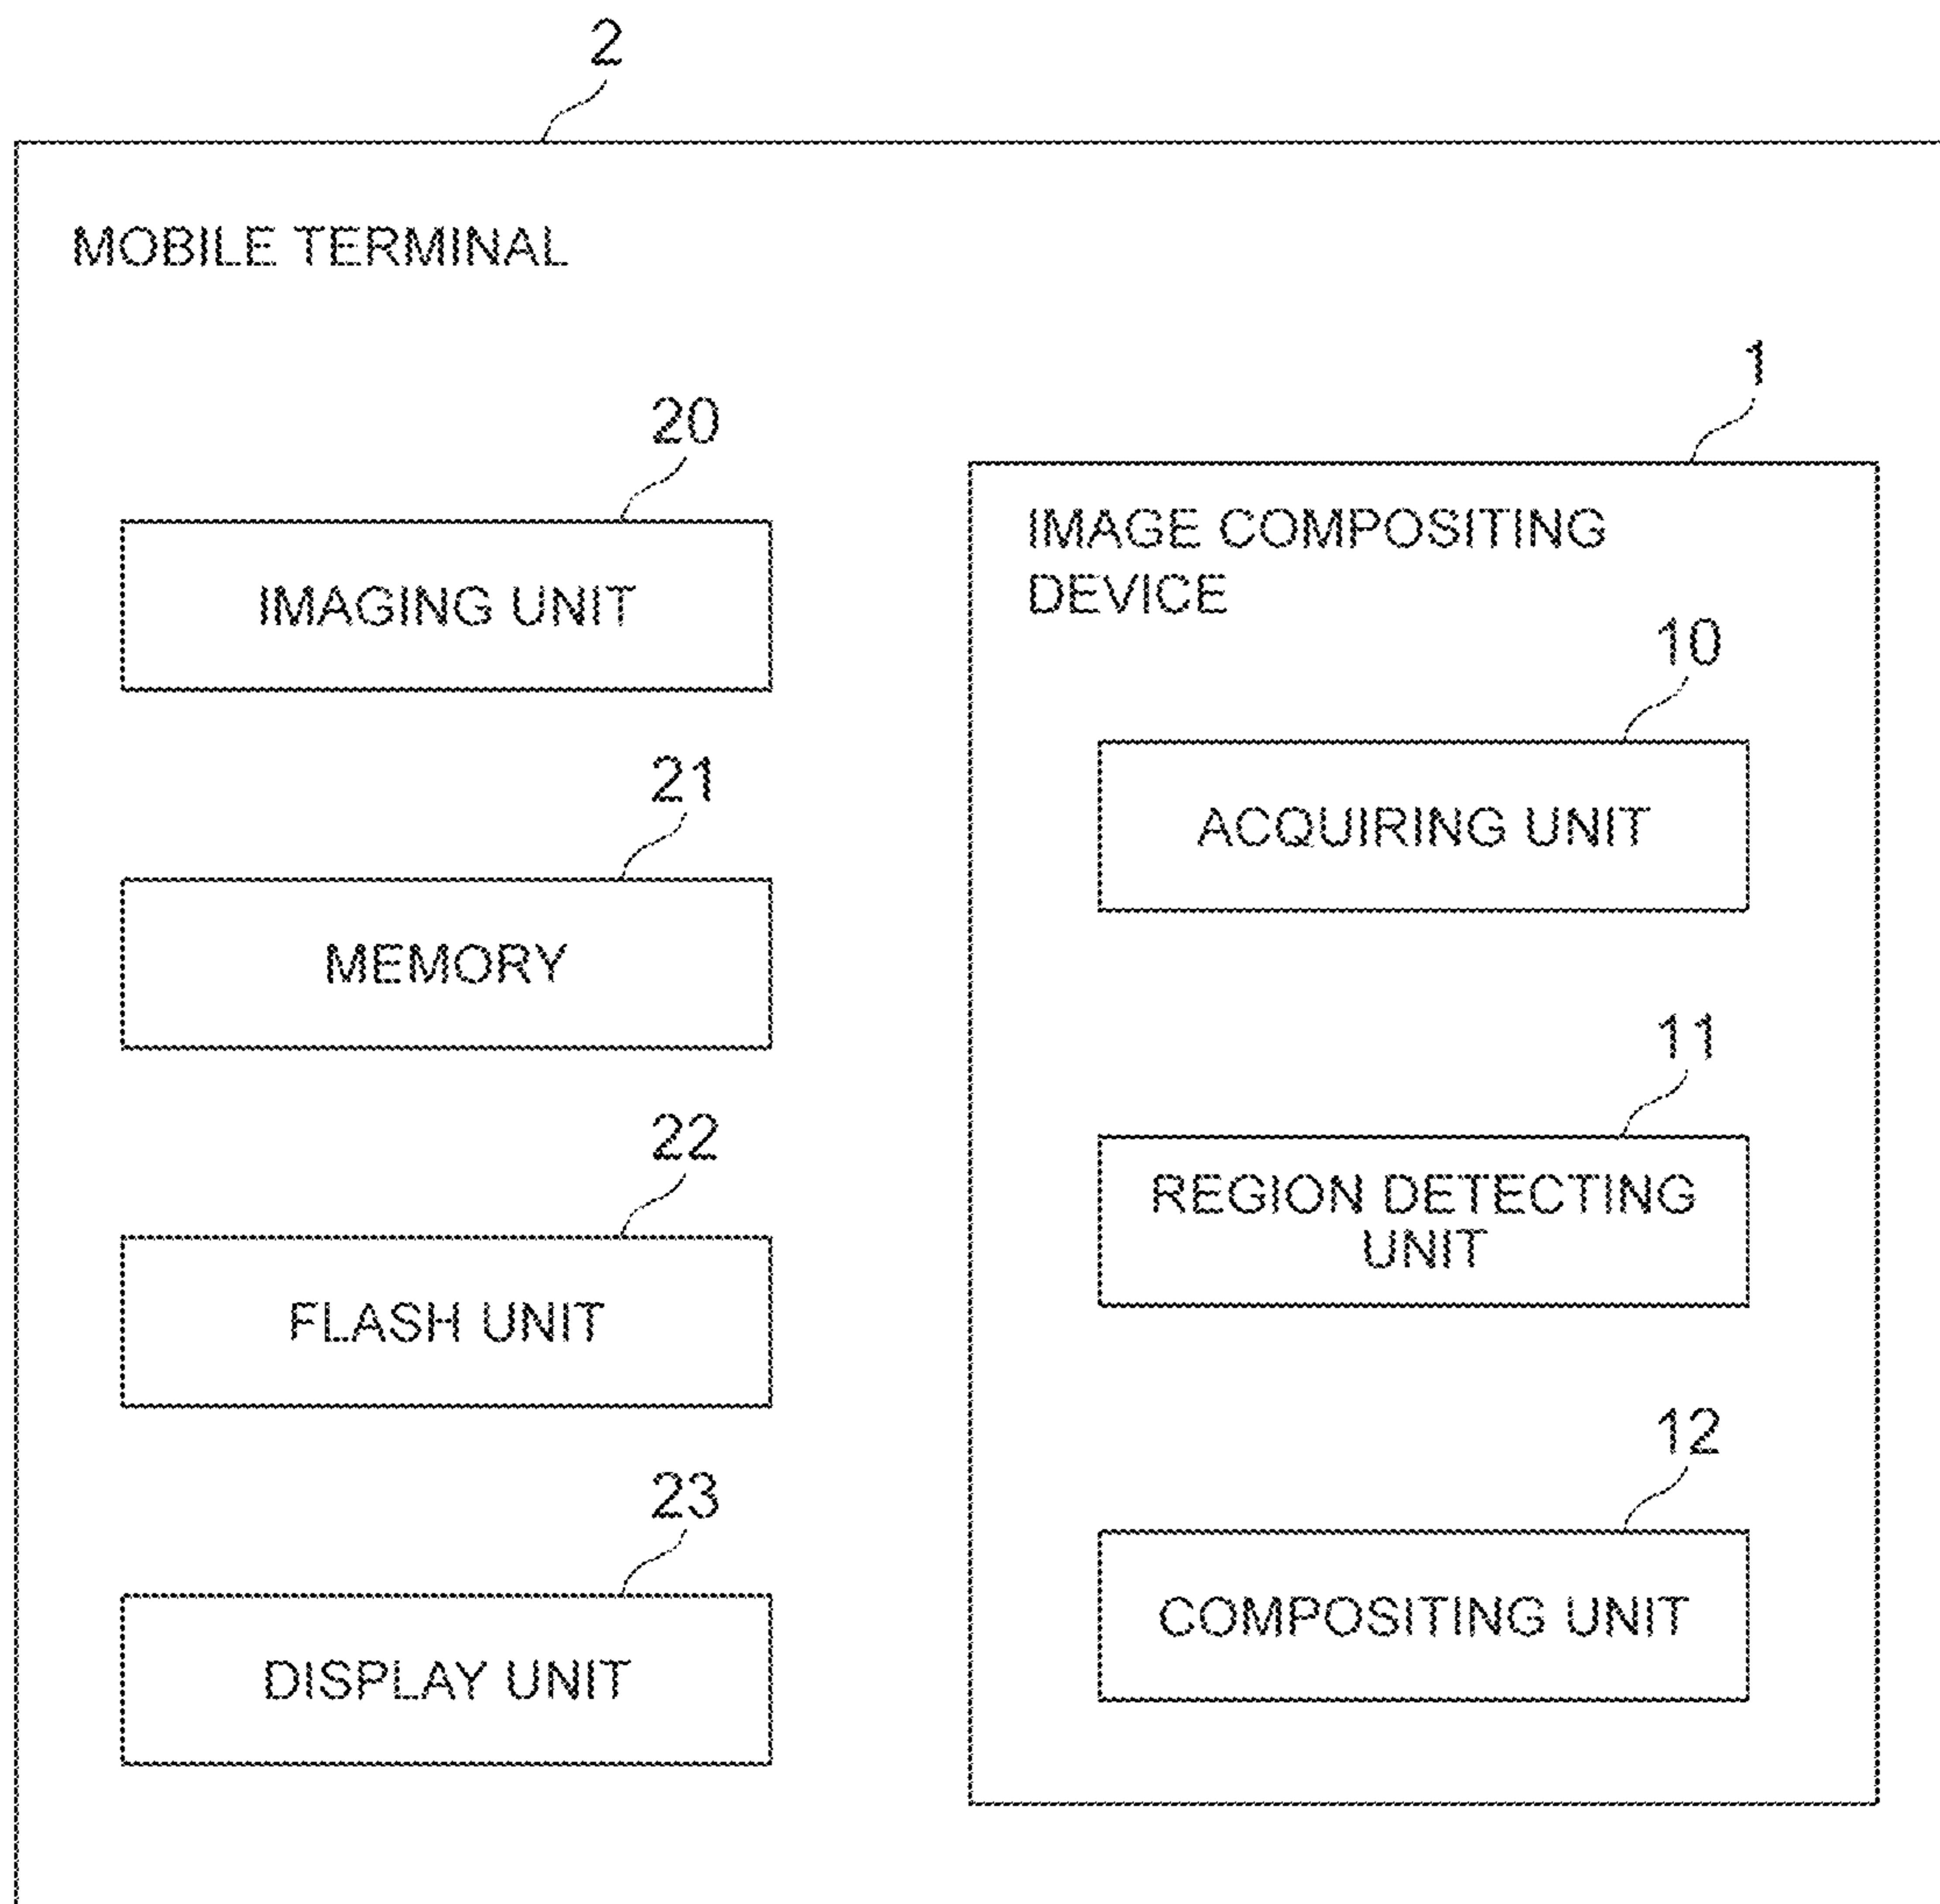 2
MOBILE TERMINAL
1
20
IMAGE COMPOSITING
DEVICE
IMAGING UNIT
10
21
ACQUIRING UNIT
MEMORY
11
22
REGION DETECTING
UNIT
FLASH UNIT
12
23
COMPOSITING UNIT
DISPLAY UNIT